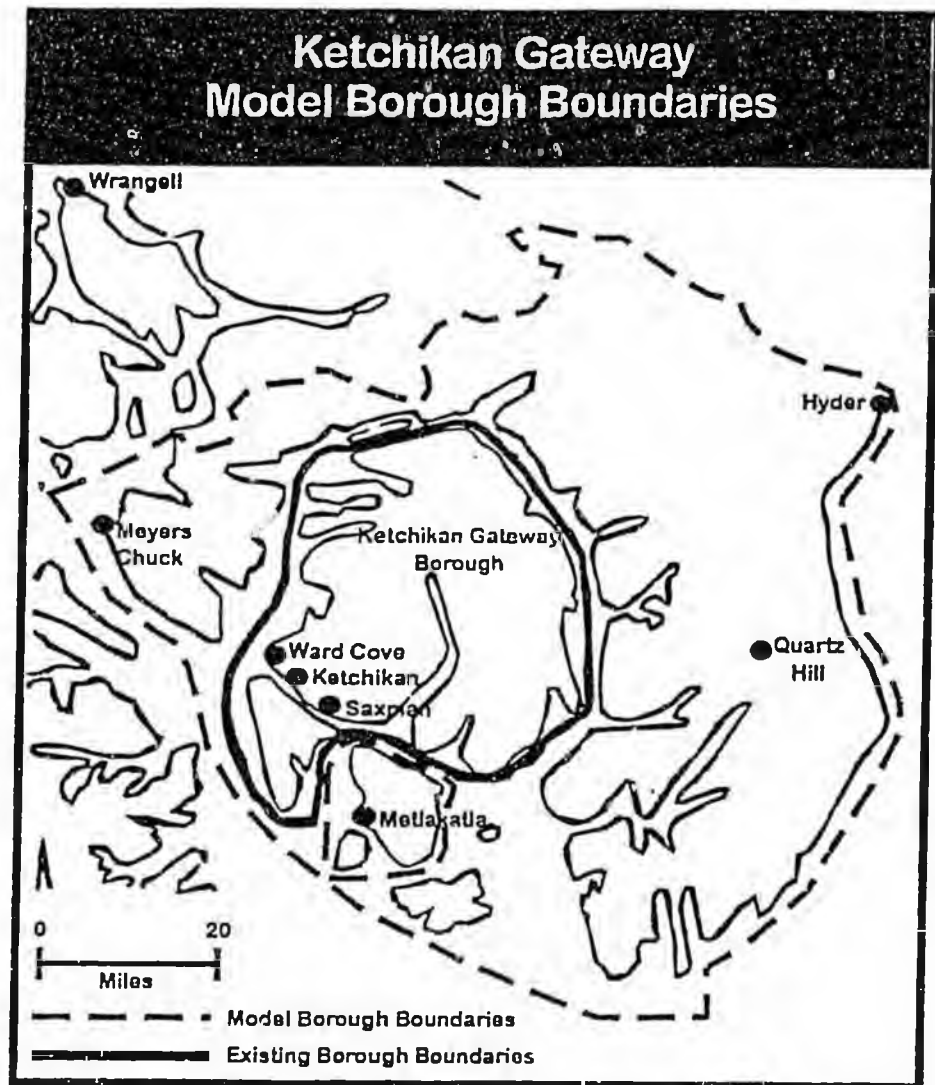 Ketchikan Gateway
Model Borough Boundaries
Wrangell
Hyder
Meyers
Chuck
Ketchikan Gateway
Borough
Ward Cove
Ketchikan
Saxman
Quartz
Hill
Metlakatla
0 20
Miles
Model Borough Boundaries
Existing Borough Boundaries